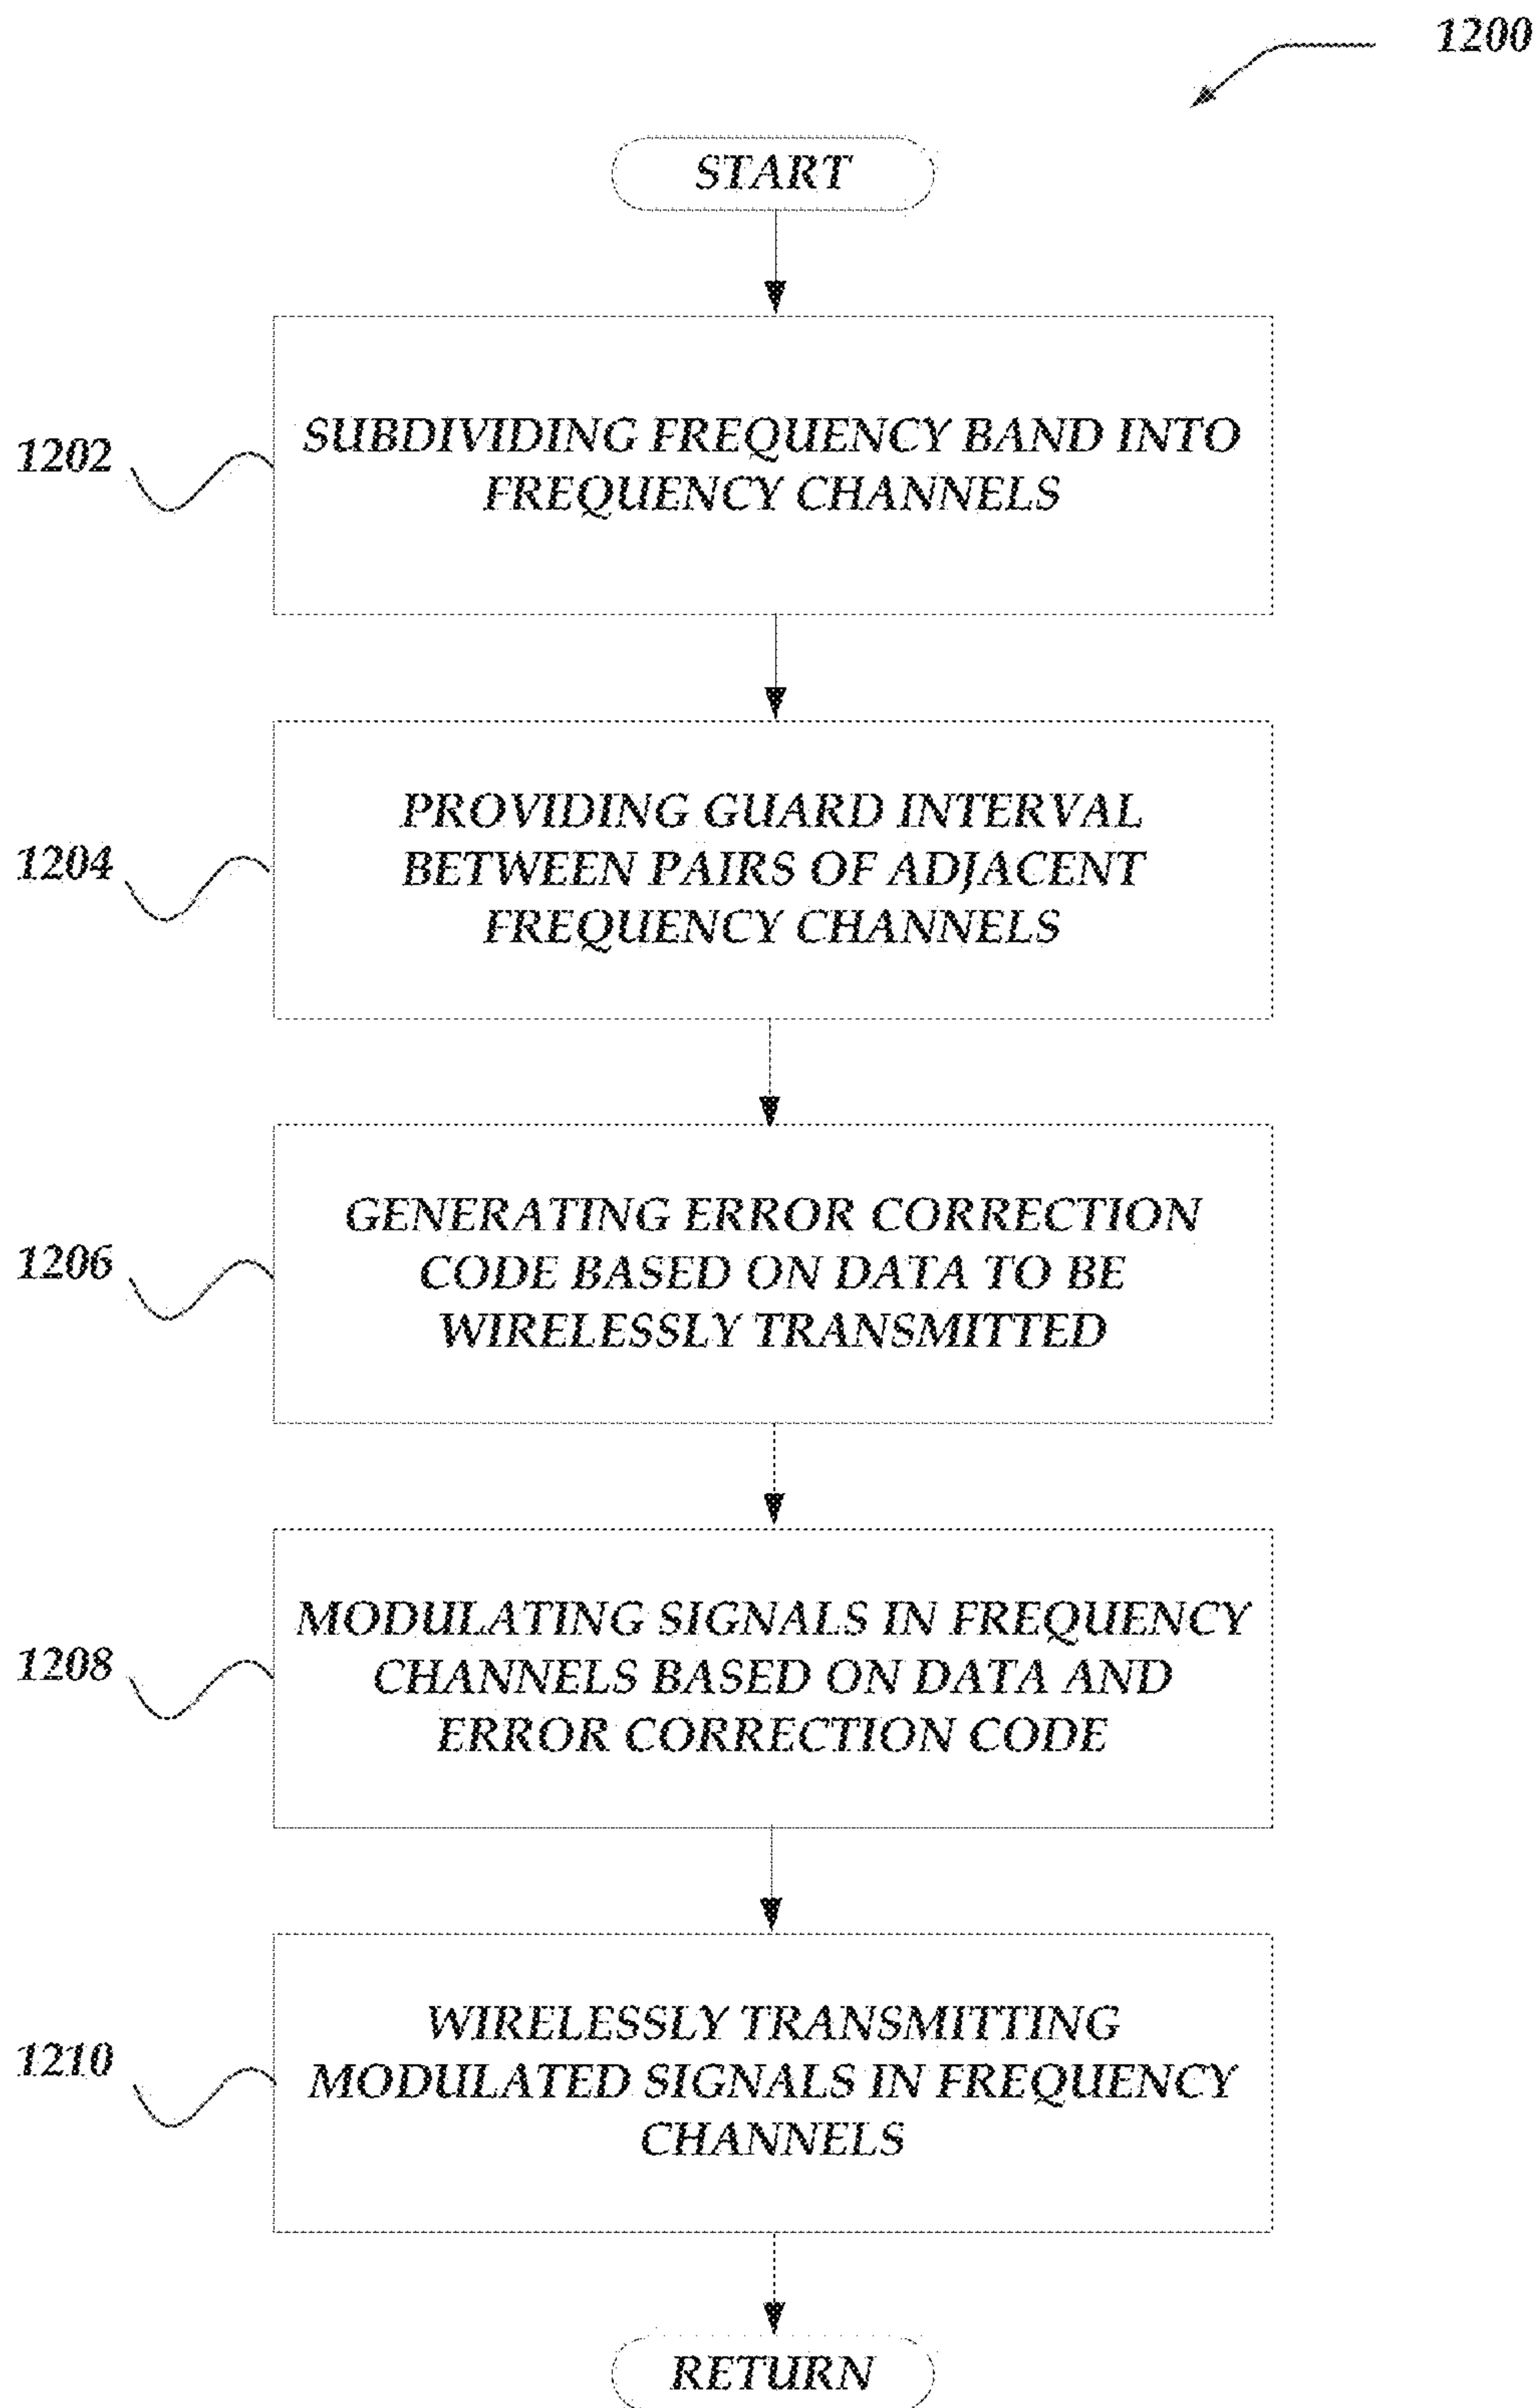 1200
START
1202
SUBDIVIDING FREQUENCY BAND INTO
FREQUENCY CHANNELS
1204
PROVIDING GUARD INTERVAL
BETWEEN PAIRS OF ADJACENT
FREQUENCY CHANNELS
1206
GENERATING ERROR CORRECTION
CODE BASED ON DATA TO BE
WIRELESSLY TRANSMITTED
1208
MODULATING SIGNALS IN FREQUENCY
CHANNELS BASED ON DATA AND
ERROR CORRECTION CODE
1210
WIRELESSLY TRANSMITTING
MODULATED SIGNALS IN FREQUENCY
CHANNELS
RETURN